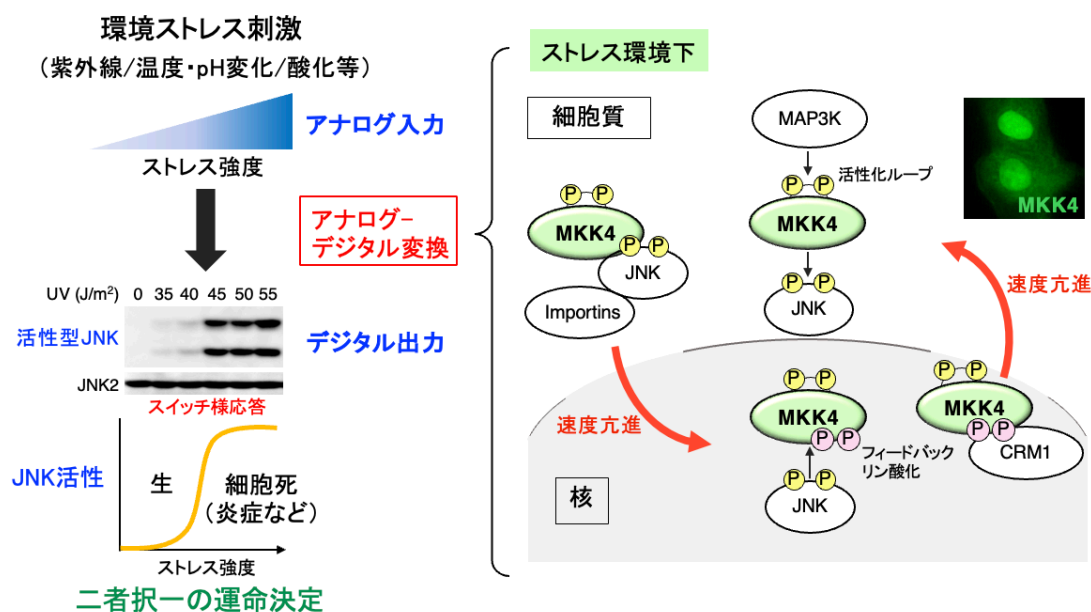 環境ストレス刺激
（紫外線/温度・pH変化/酸化等）
アナログ入力
ストレス強度
アナログ–
デジタル変換
UV (J/m2) 0 35 40 45 50 55
活性型JNK
デジタル出力
JNK2
スイッチ様応答
JNK活性
生
細胞死
（炎症など）
ストレス強度
二者択一の運命決定
ストレス環境下
細胞質
MAP3K
P P
活性化ループ
MKK4
P P
MKK4
P P
JNK
Importins
MKK4
P P
JNK
速度亢進
速度亢進
P P
MKK4
P P
フィードバック
リン酸化
P P
JNK
P P
MKK4
P P
CRM1
核